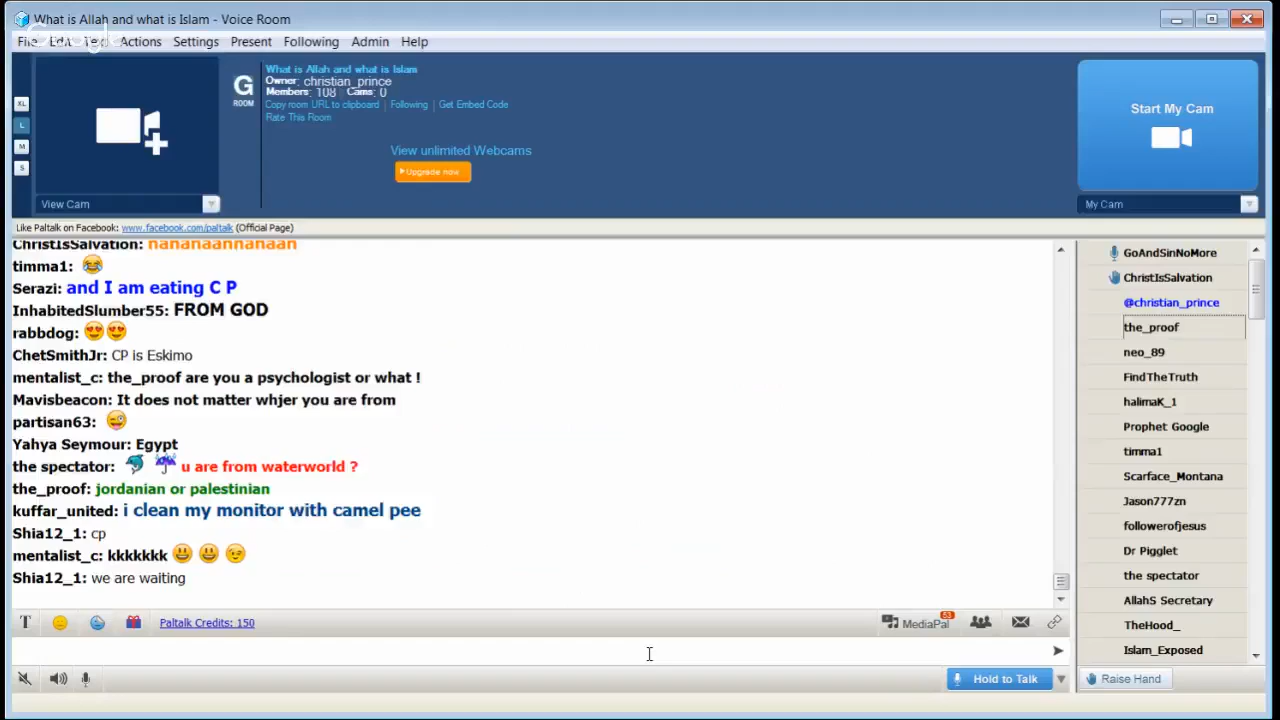 What is Allah and what is Islam - Voice Room
File Edit Text Actions Settings Present Following Admin Help
Google
XL
L
M
S
View Cam
G
ROOM
What is Allah and what is Islam
Owner: christian_prince
Members: 108 Cams: 0
Copy room URL to clipboard | Following | Get Embed Code
Rate This Room
View unlimited Webcams
Upgrade now
Start My Cam
My Cam
Like Paltalk on Facebook: www.facebook.com/paltalk (Official Page)
ChristIsSalvation: hahahaahhahaah
timma1: 😂
Serazi: and I am eating C P
InhabitedSlumber55: FROM GOD
rabbdog: 😍😍
ChetSmithJr: CP is Eskimo
mentalist_c: the_proof are you a psychologist or what !
Mavisbeacon: It does not matter whjer you are from
partisan63: 😜
Yahya Seymour: Egypt
the spectator: 🐬 ☔ u are from waterworld ?
the_proof: jordanian or palestinian
kuffar_united: i clean my monitor with camel pee
Shia12_1: cp
mentalist_c: kkkkkkk 😃 😃 😉
Shia12_1: we are waiting
GoAndSinNoMore
ChristIsSalvation
@christian_prince
the_proof
neo_89
FindTheTruth
halimaK_1
Prophet Google
timma1
Scarface_Montana
Jason777zn
followerofjesus
Dr Pigglet
the spectator
AllahS Secretary
TheHood_
Islam_Exposed
T Paltalk Credits: 150
MediaPal 53
Hold to Talk
Raise Hand